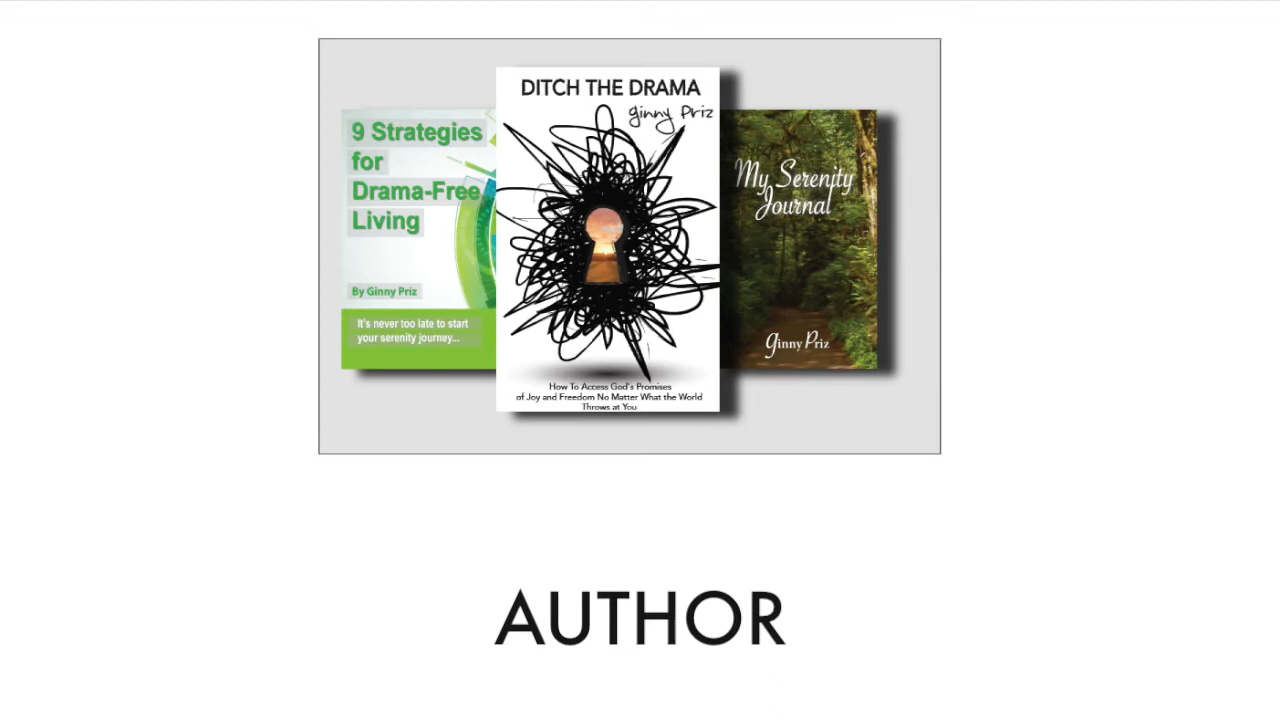 9 Strategies
for
Drama-Free
Living
By Ginny Priz
It's never too late to start
your serenity journey...
DITCH THE DRAMA
ginny Priz
How To Access God's Promises
of Joy and Freedom No Matter What the World
Throws at You
My Serenity
Journal
ginny Priz
AUTHOR